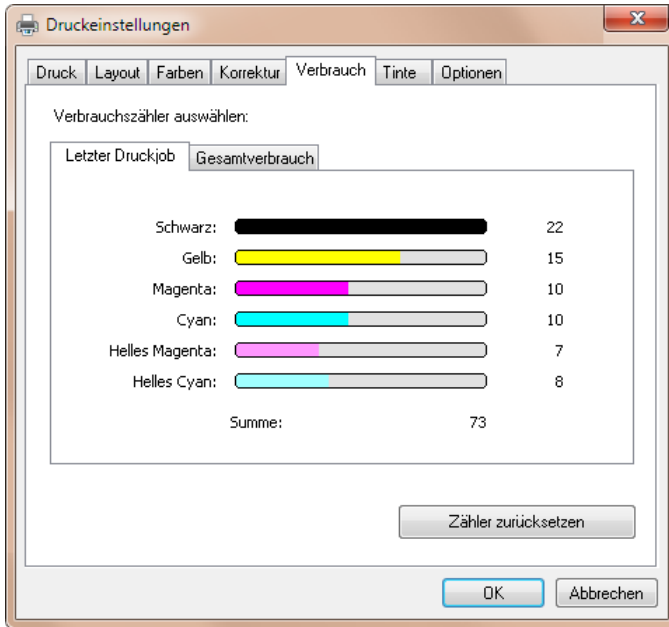 Druckeinstellungen
Druck Layout Farben Korrektur Verbrauch Tinte Optionen
Verbrauchszähler auswählen:
Letzter Druckjob Gesamtverbrauch
Schwarz: 22
Gelb: 15
Magenta: 10
Cyan: 10
Helles Magenta: 7
Helles Cyan: 8
Summe: 73
Zähler zurücksetzen
OK Abbrechen